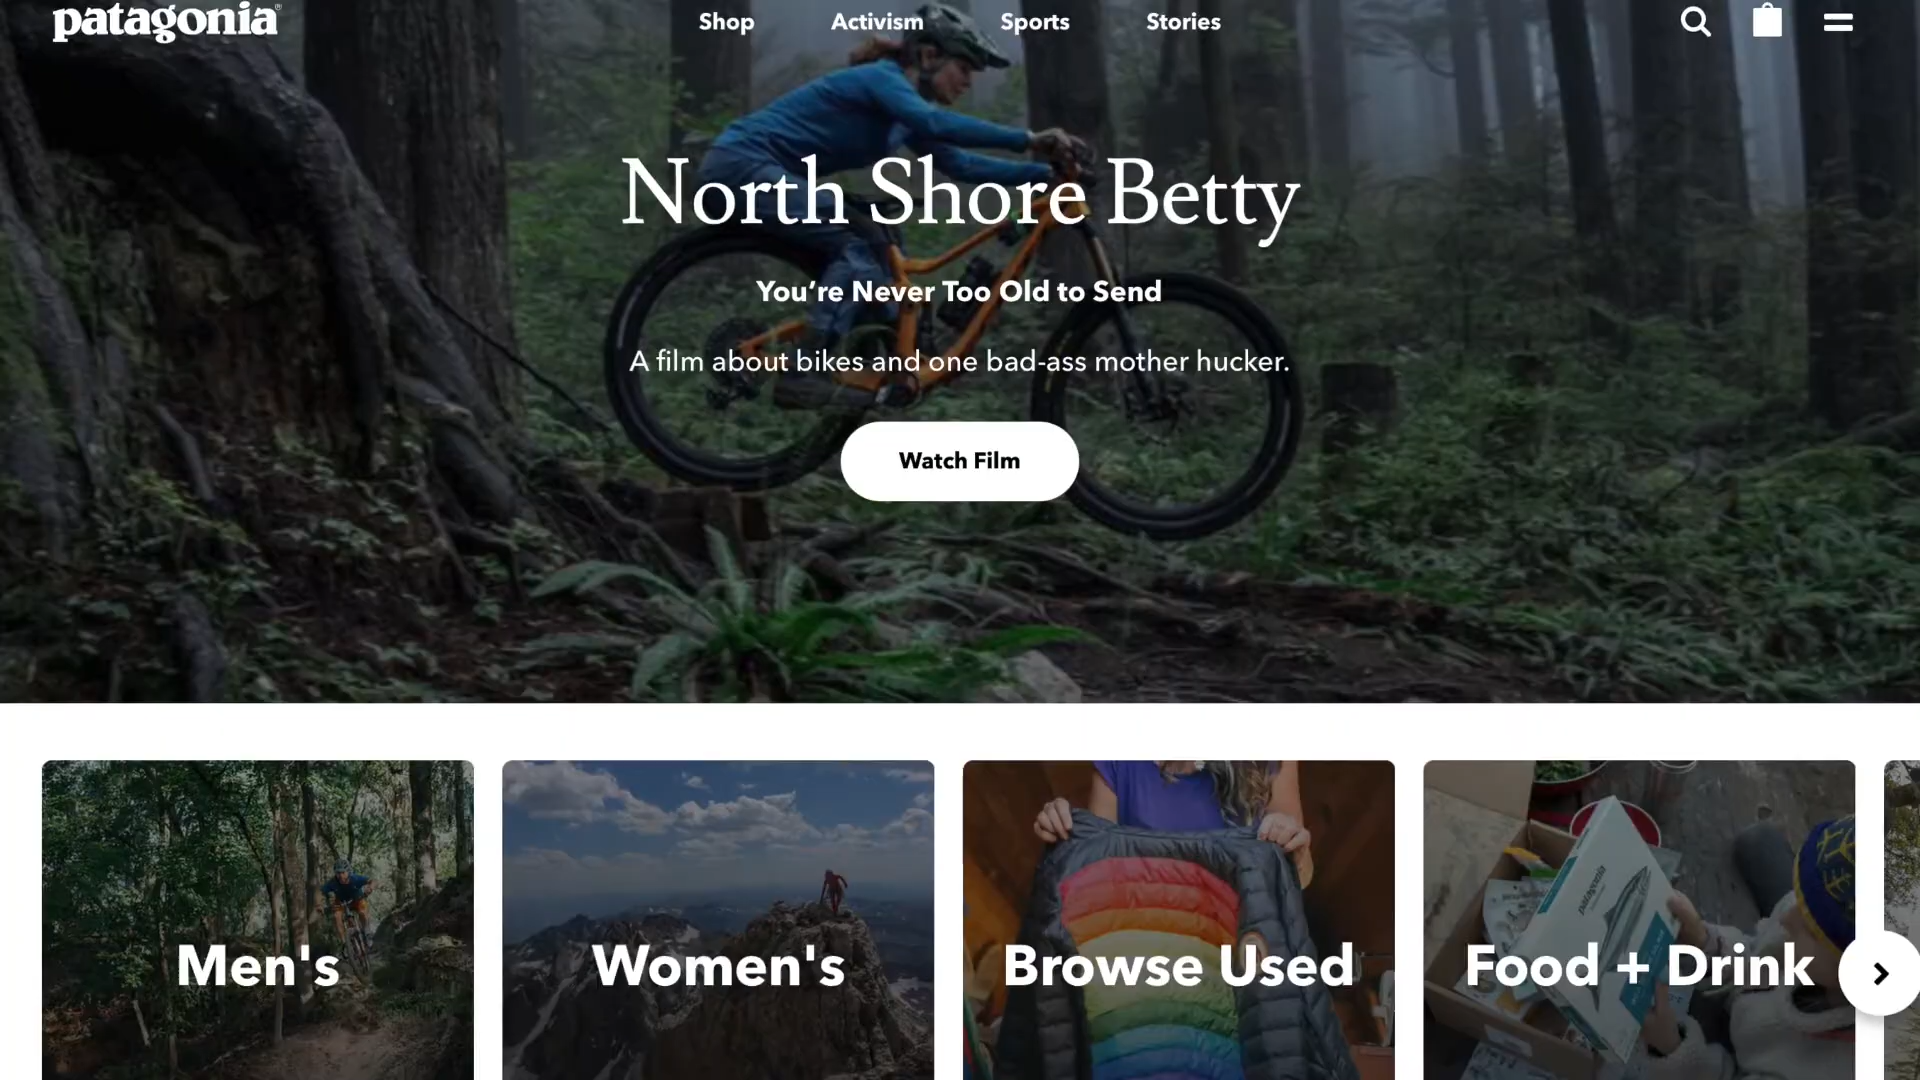 patagonia®
Shop
Activism
Sports
Stories
North Shore Betty
You're Never Too Old to Send
A film about bikes and one bad-ass mother hucker.
Watch Film
Men's
Women's
Browse Used
Food + Drink
patagonia